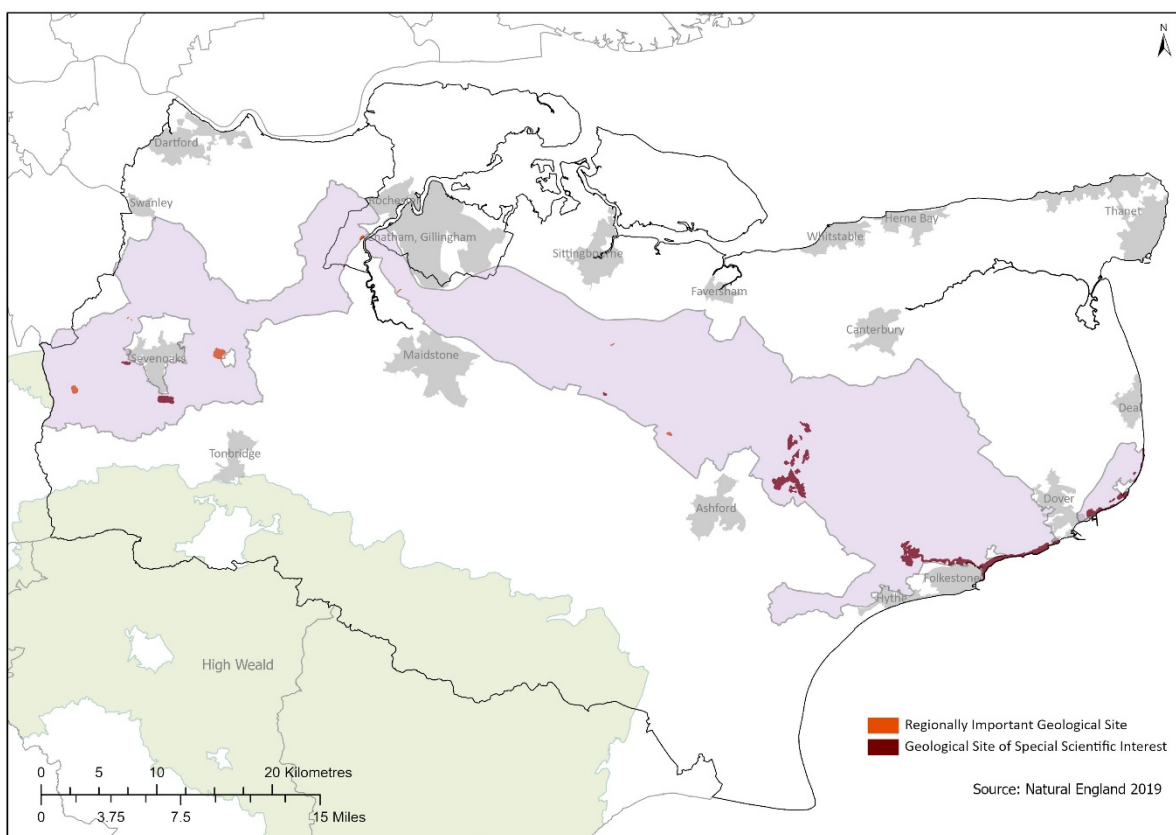 N
Dartford
Swanley
Rochester
Chatham, Gillingham
Sittingbourne
Whitstable
Herne Bay
Thanet
Faversham
Canterbury
Sevenoaks
Maidstone
Deal
Tonbridge
Ashford
Dover
Folkestone
Hythe
High Weald
Regionally Important Geological Site
Geological Site of Special Scientific Interest
Source: Natural England 2019
0 5 10 20 Kilometres
0 3.75 7.5 15 Miles